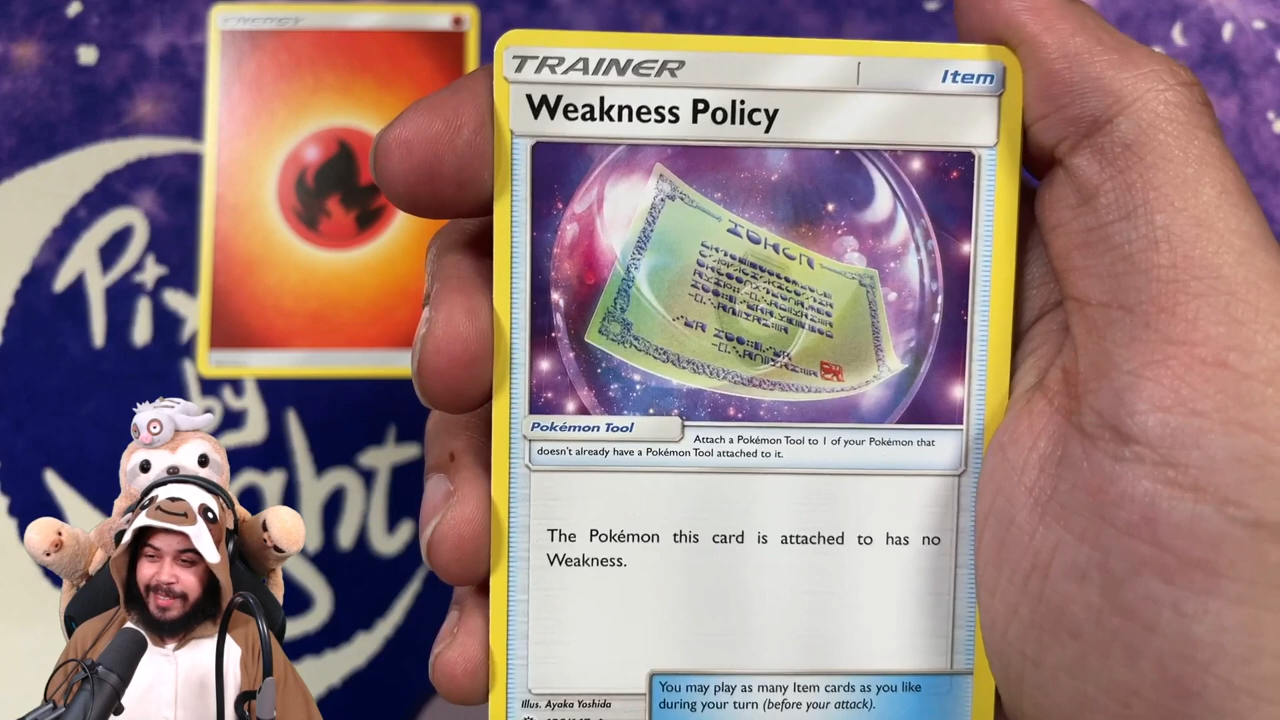 ENERGY
TRAINER
Item
Weakness Policy
Pokémon Tool
Attach a Pokémon Tool to 1 of your Pokémon that
doesn't already have a Pokémon Tool attached to it.
The Pokémon this card is attached to has no
Weakness.
You may play as many Item cards as you like
during your turn (before your attack).
Illus. Ayaka Yoshida
by